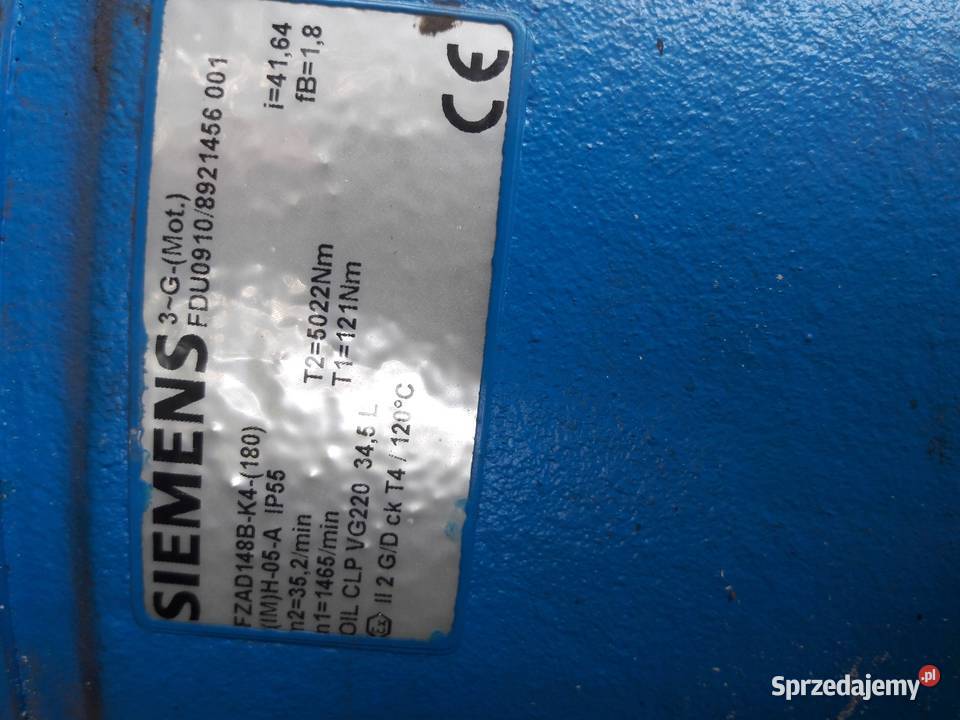 SIEMENS 3~G-(Mot.)
FDU0910/8921456 001
FZAD148B-K4-(180)
(IM)H-05-A IP55
i=41,64
n2=35,2/min T2=5022Nm fB=1,8
n1=1465/min T1=121Nm
OIL CLP VG220 34,5 L
Ex II 2 G/D ck T4 / 120°C
CE
Sprzedajemy.pl